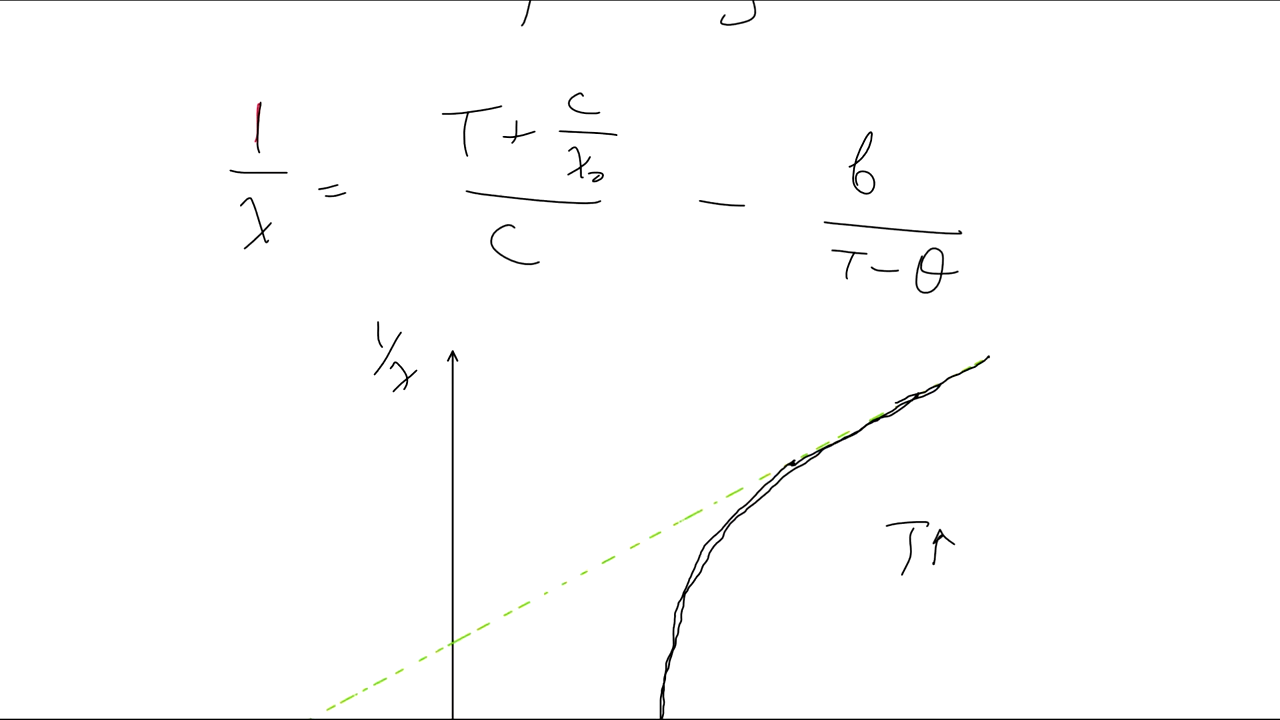 1/χ = (T + C/χ₀)/C − b/(T − θ)
1/χ
T↑